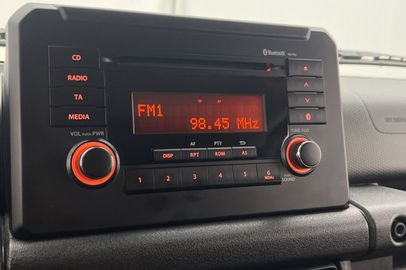 Bluetooth
CD
RADIO
TA
MEDIA
FM1
98.45 MHz
VOL PUSH PWR
AF PTY
DISP RPT RDM AS
TUNE FLD
1 2 3 4 5 6
MENU
SOUND